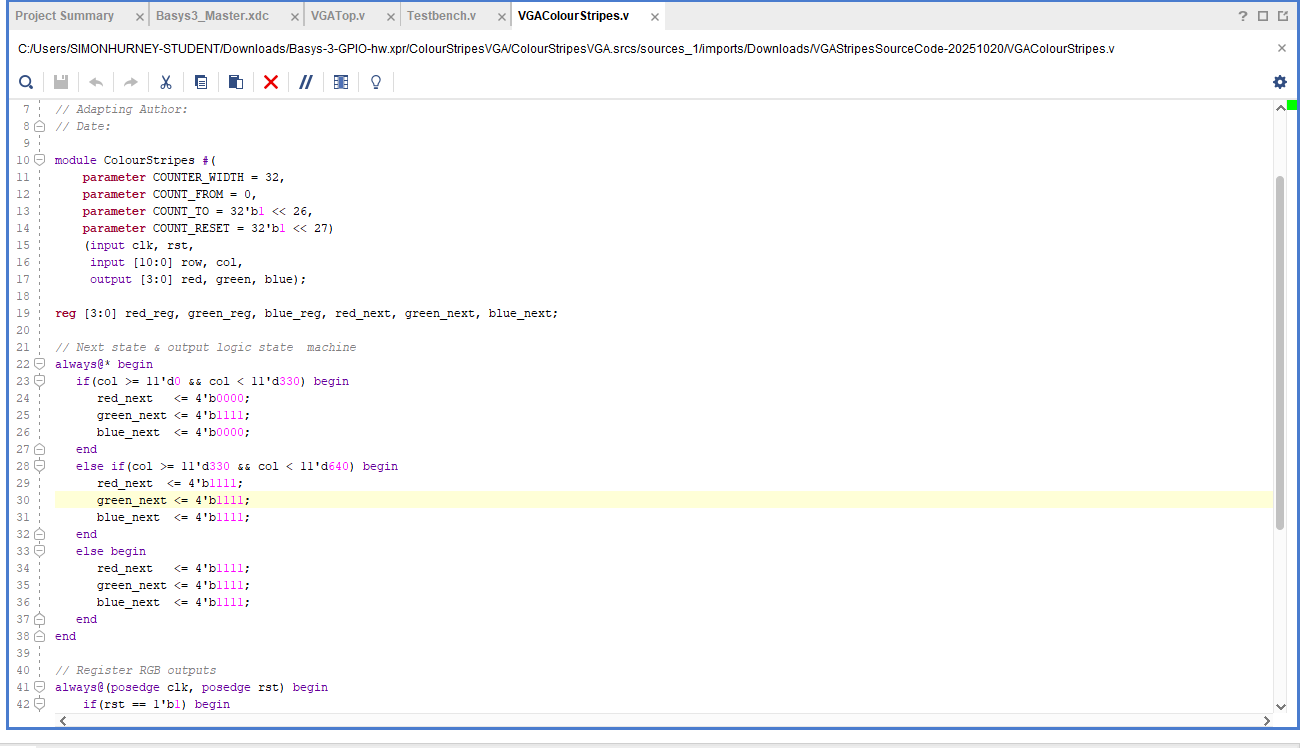 Project Summary × Basys3_Master.xdc × VGATop.v × Testbench.v × VGAColourStripes.v × ?
C:/Users/SIMONHURNEY-STUDENT/Downloads/Basys-3-GPIO-hw.xpr/ColourStripesVGA/ColourStripesVGA.srcs/sources_1/imports/Downloads/VGAStripesSourceCode-20251020/VGAColourStripes.v ×
7 // Adapting Author:
8 // Date:
9
10 module ColourStripes #(
11 parameter COUNTER_WIDTH = 32,
12 parameter COUNT_FROM = 0,
13 parameter COUNT_TO = 32'b1 << 26,
14 parameter COUNT_RESET = 32'b1 << 27)
15 (input clk, rst,
16 input [10:0] row, col,
17 output [3:0] red, green, blue);
18
19 reg [3:0] red_reg, green_reg, blue_reg, red_next, green_next, blue_next;
20
21 // Next state & output logic state  machine
22 always@* begin
23 if(col >= 11'd0 && col < 11'd330) begin
24 red_next   <= 4'b0000;
25 green_next <= 4'b1111;
26 blue_next  <= 4'b0000;
27 end
28 else if(col >= 11'd330 && col < 11'd640) begin
29 red_next  <= 4'b1111;
30 green_next <= 4'b1111;
31 blue_next  <= 4'b1111;
32 end
33 else begin
34 red_next   <= 4'b1111;
35 green_next <= 4'b1111;
36 blue_next  <= 4'b1111;
37 end
38 end
39
40 // Register RGB outputs
41 always@(posedge clk, posedge rst) begin
42 if(rst == 1'b1) begin